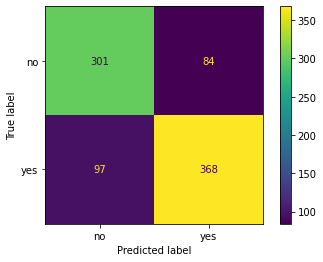 no
301
84
yes
97
368
no
yes
Predicted label
True label
350
300
250
200
150
100